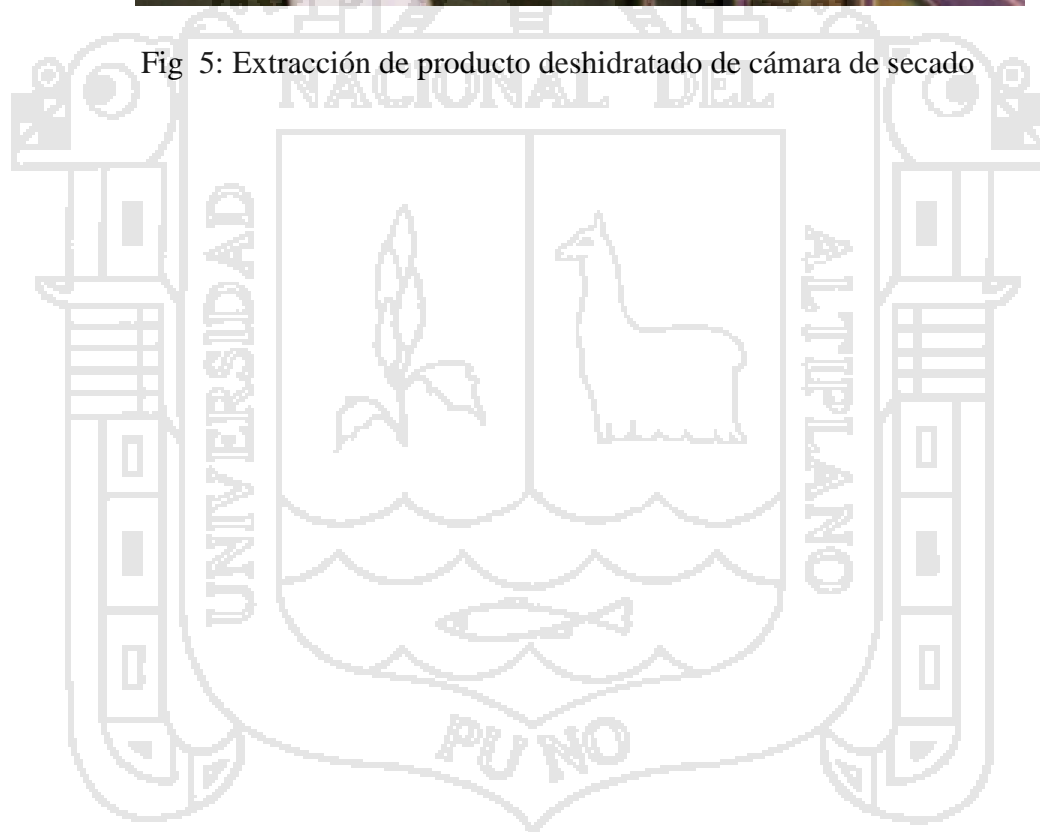 Fig 5: Extracción de producto deshidratado de cámara de secado
NACIONAL DEL
UNIVERSIDAD
ALTIPLANO
PUNO